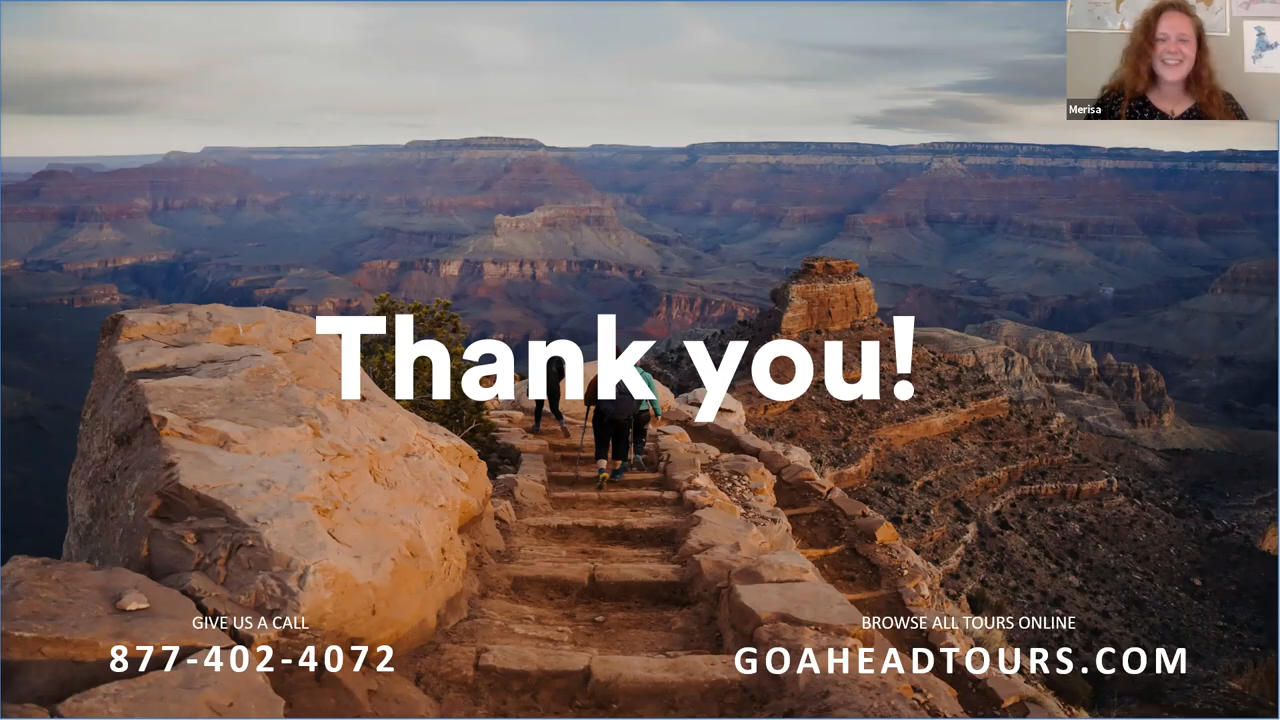 Merisa
Thank you!
GIVE US A CALL
877-402-4072
BROWSE ALL TOURS ONLINE
GOAHEADTOURS.COM